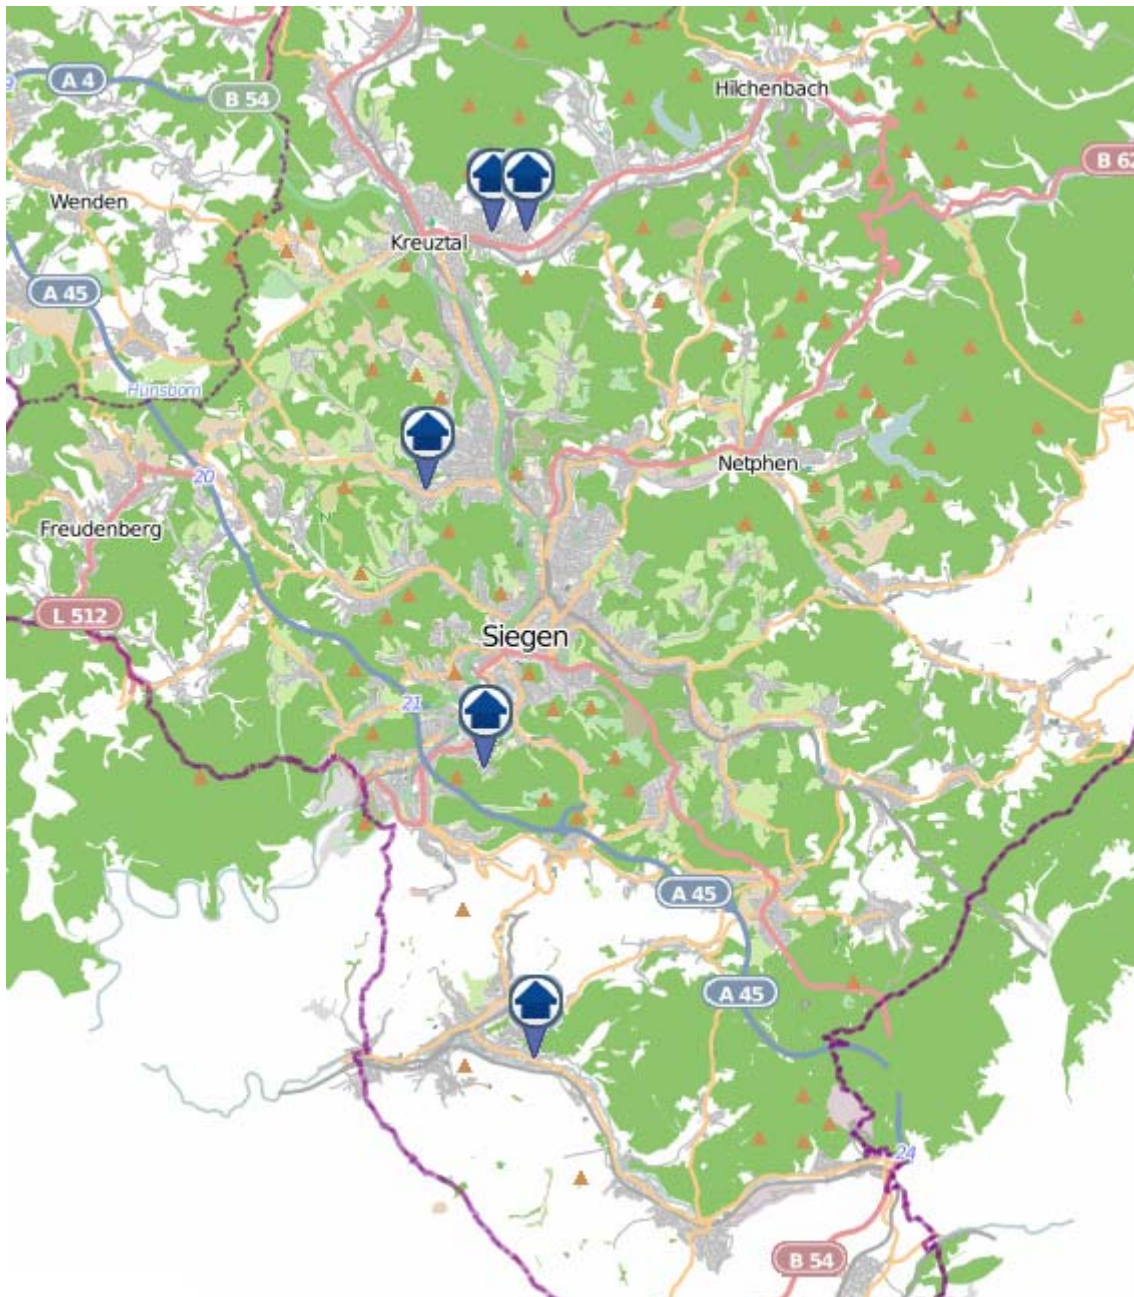 A 4
B 54
Hilchenbach
B 62
Wenden
Kreuztal
A 45
Hünsborn
Netphen
20
Freudenberg
L 512
Siegen
21
A 45
A 45
24
B 54